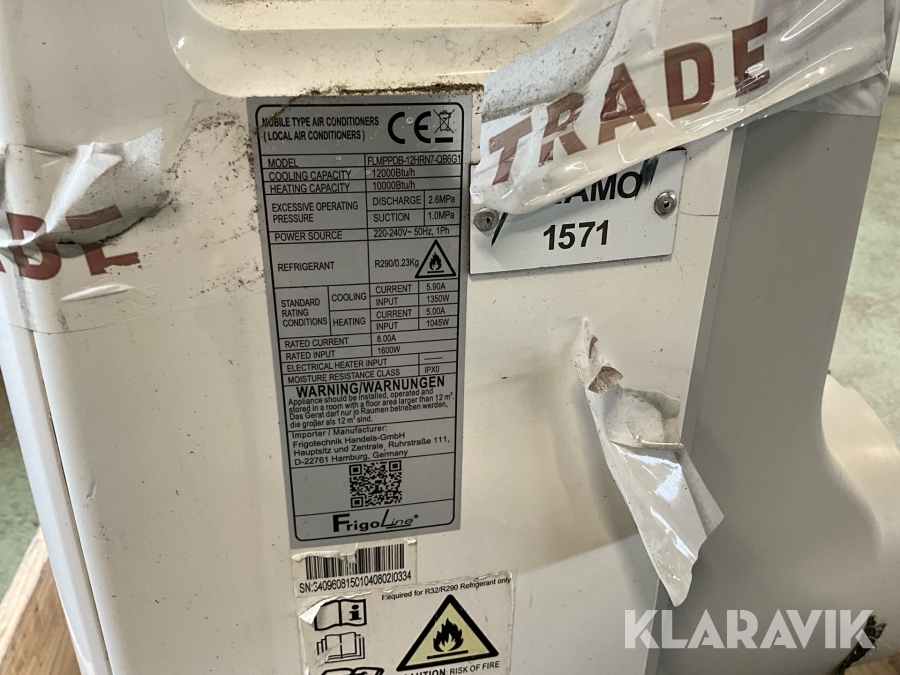 TRADE
MOBILE TYPE AIR CONDITIONERS
( LOCAL AIR CONDITIONERS )
CE
MODEL FLMPPDB-12HRN7-QB6G1
COOLING CAPACITY 12000Btu/h
HEATING CAPACITY 10000Btu/h
EXCESSIVE OPERATING PRESSURE DISCHARGE 2.6MPa
SUCTION 1.0MPa
POWER SOURCE 220-240V~ 50Hz, 1Ph
REFRIGERANT R290/0.23Kg
STANDARD RATING CONDITIONS COOLING CURRENT 5.90A
INPUT 1350W
HEATING CURRENT 5.00A
INPUT 1045W
RATED CURRENT 8.00A
RATED INPUT 1600W
ELECTRICAL HEATER INPUT —
MOISTURE RESISTANCE CLASS IPX0
WARNING/WARNUNGEN
Appliance should be installed, operated and
stored in a room with a floor area larger than 12 m².
Das Gerät darf nur in Räumen betrieben werden,
die größer als 12 m² sind.
Importer / Manufacturer:
Frigotechnik Handels-GmbH
Hauptsitz und Zentrale, Ruhrstraße 111,
D-22761 Hamburg, Germany
FrigoLine®
1571
DE
SN:3409608150104080210334
Required for R32/R290 Refrigerant only
CAUTION: RISK OF FIRE
KLARAVIK